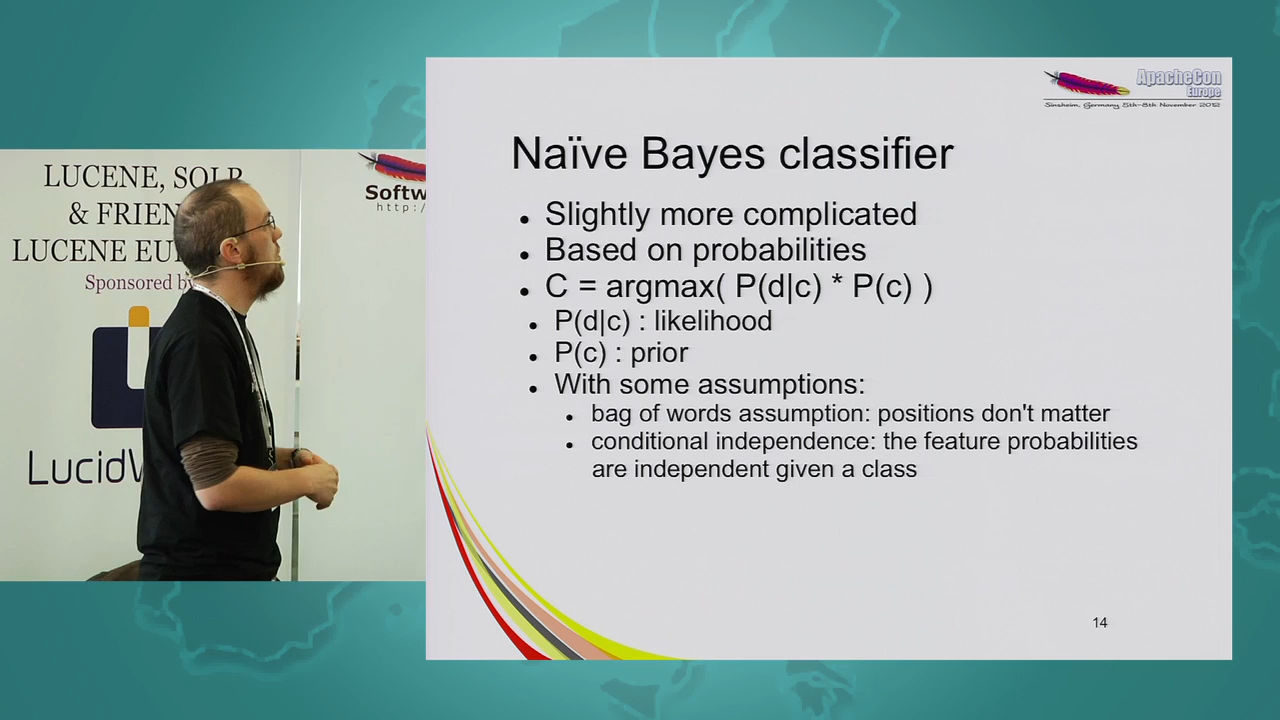 LUCENE, SOLR
& FRIEN
LUCENE EU
Sponsored by
LucidW
Softw
http:/
ApacheCon
Europe
Sinsheim, Germany, 5th-8th November 2012
Naïve Bayes classifier
Slightly more complicated
Based on probabilities
C = argmax( P(d|c) * P(c) )
P(d|c) : likelihood
P(c) : prior
With some assumptions:
bag of words assumption: positions don't matter
conditional independence: the feature probabilities
are independent given a class
14